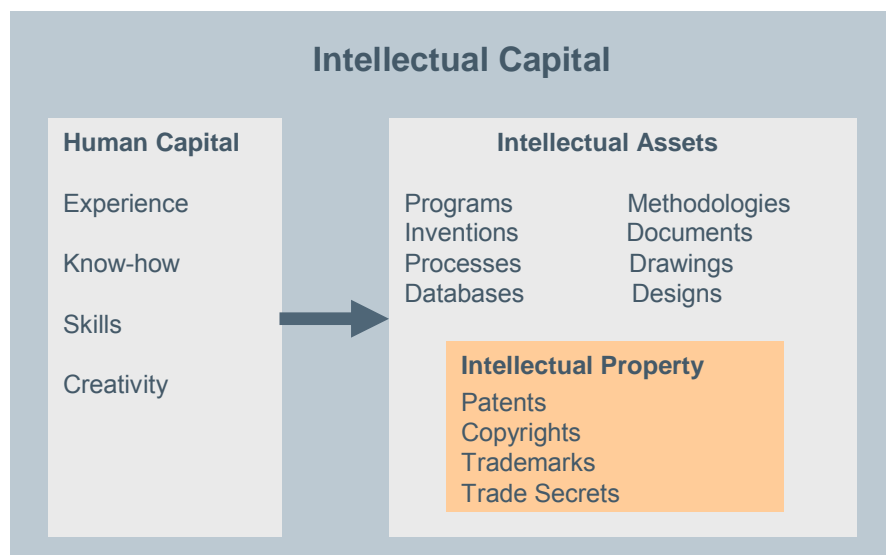 Intellectual Capital
Human Capital
Experience
Know-how
Skills
Creativity
Intellectual Assets
Programs Methodologies
Inventions Documents
Processes Drawings
Databases Designs
Intellectual Property
Patents
Copyrights
Trademarks
Trade Secrets